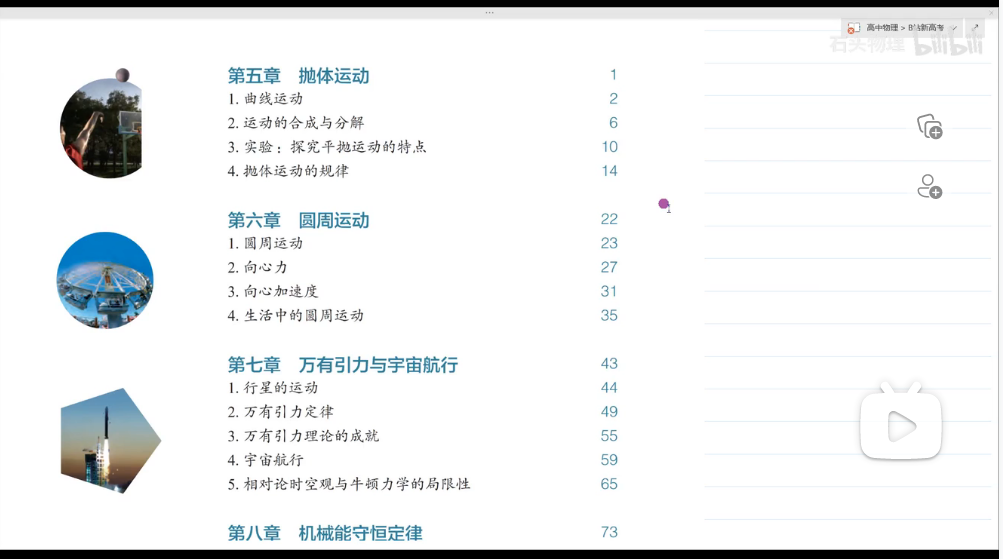 高中物理 > B站新高考
石头物理 bilibili
第五章 抛体运动 1
1. 曲线运动 2
2. 运动的合成与分解 6
3. 实验：探究平抛运动的特点 10
4. 抛体运动的规律 14
第六章 圆周运动 22
1. 圆周运动 23
2. 向心力 27
3. 向心加速度 31
4. 生活中的圆周运动 35
第七章 万有引力与宇宙航行 43
1. 行星的运动 44
2. 万有引力定律 49
3. 万有引力理论的成就 55
4. 宇宙航行 59
5. 相对论时空观与牛顿力学的局限性 65
第八章 机械能守恒定律 73